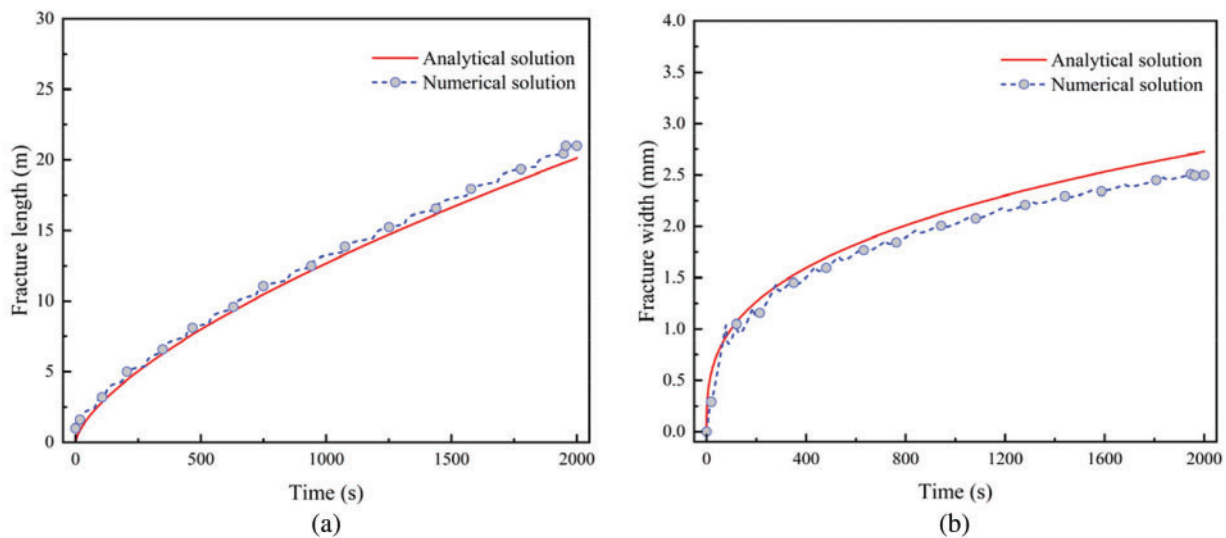 30
25
20
15
10
5
0
Fracture length (m)
Analytical solution
Numerical solution
0
500
1000
1500
2000
Time (s)
(a)
4.0
3.5
3.0
2.5
2.0
1.5
1.0
0.5
0.0
Fracture width (mm)
Analytical solution
Numerical solution
0
400
800
1200
1600
2000
Time (s)
(b)